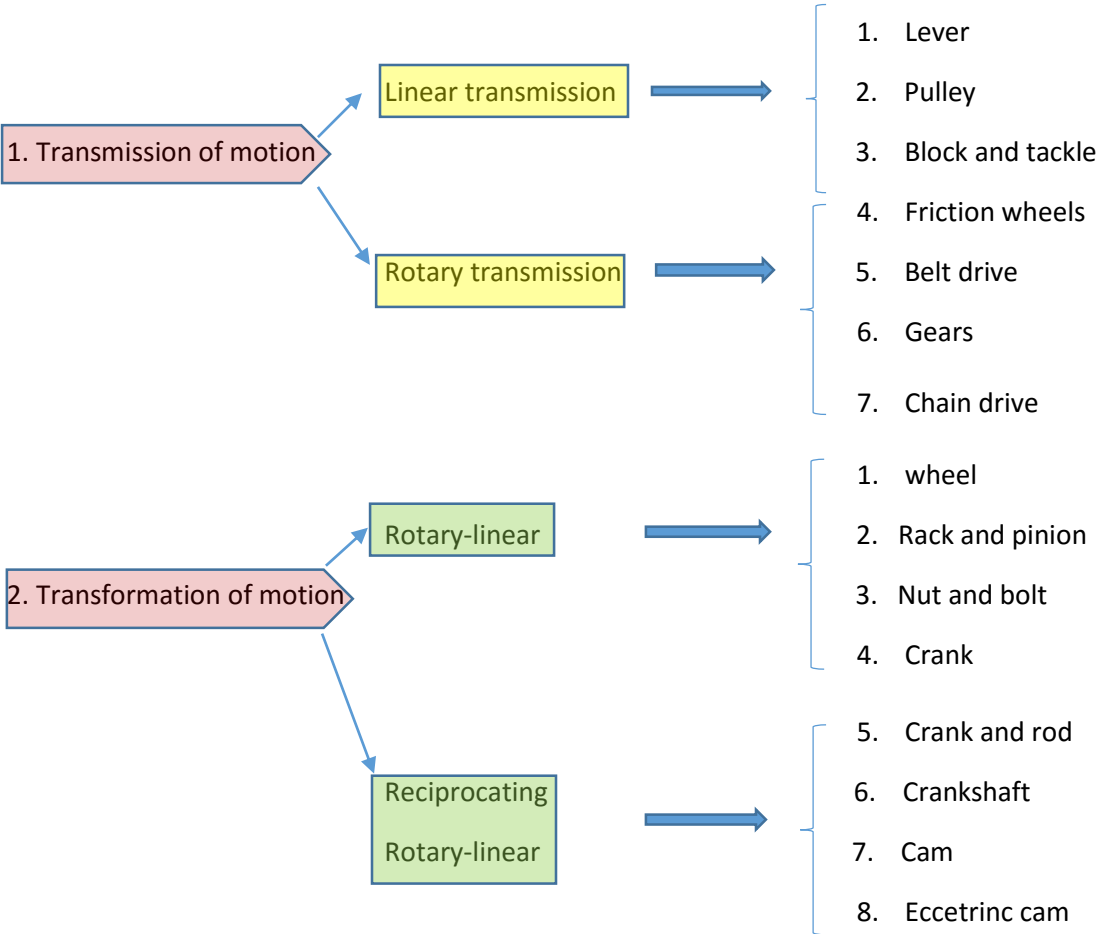 1. Transmission of motion
Linear transmission
1. Lever
2. Pulley
3. Block and tackle
Rotary transmission
4. Friction wheels
5. Belt drive
6. Gears
7. Chain drive
2. Transformation of motion
Rotary-linear
1. wheel
2. Rack and pinion
3. Nut and bolt
4. Crank
Reciprocating
Rotary-linear
5. Crank and rod
6. Crankshaft
7. Cam
8. Eccetrinc cam